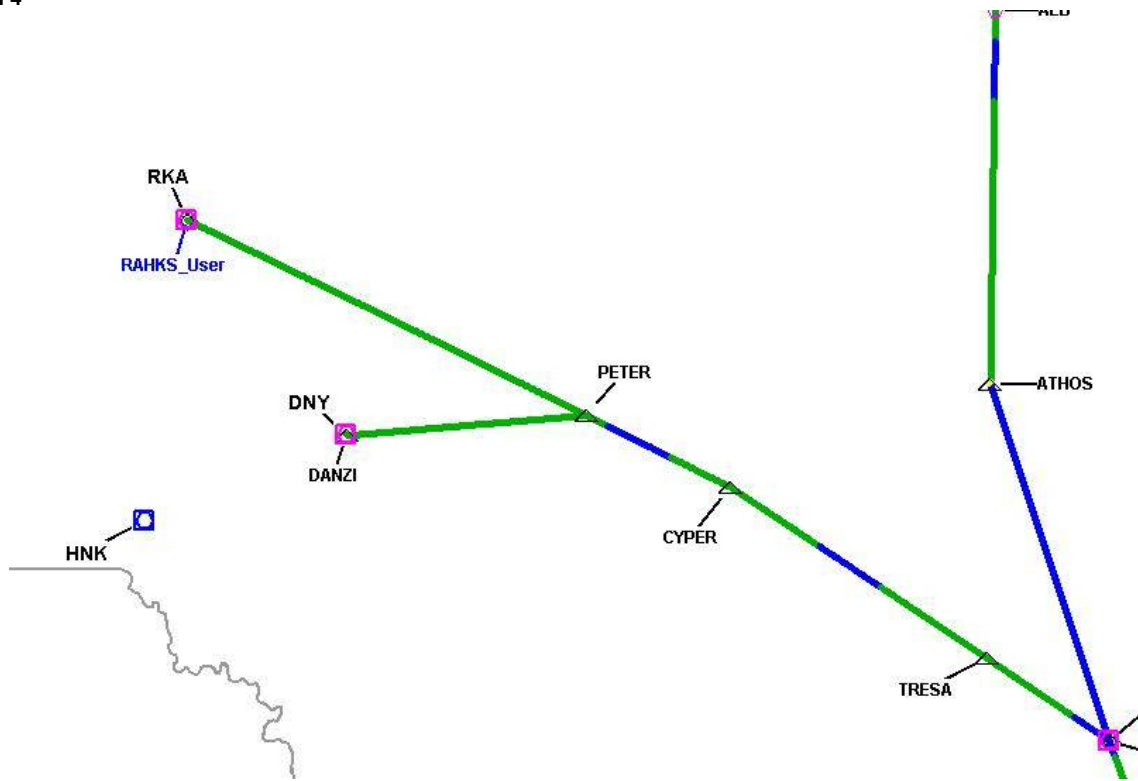 RKA
RAHKS_User
PETER
ATHOS
DNY
DANZI
CYPER
HNK
TRESA